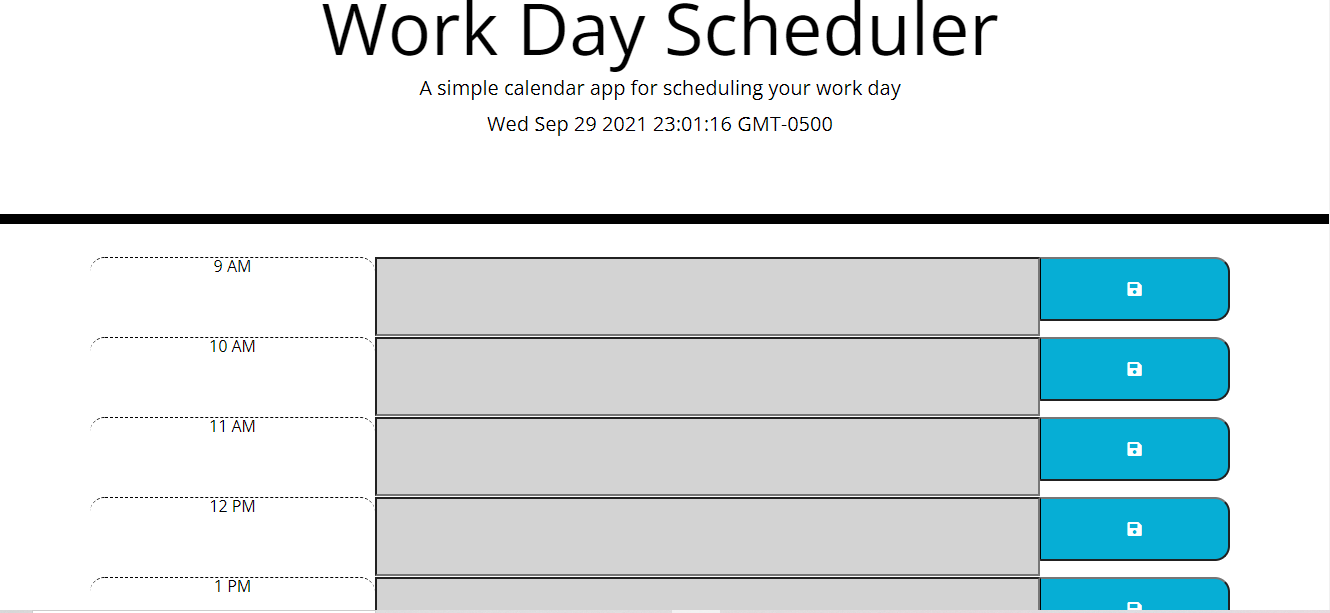 Work Day Scheduler
A simple calendar app for scheduling your work day
Wed Sep 29 2021 23:01:16 GMT-0500
9 AM
10 AM
11 AM
12 PM
1 PM